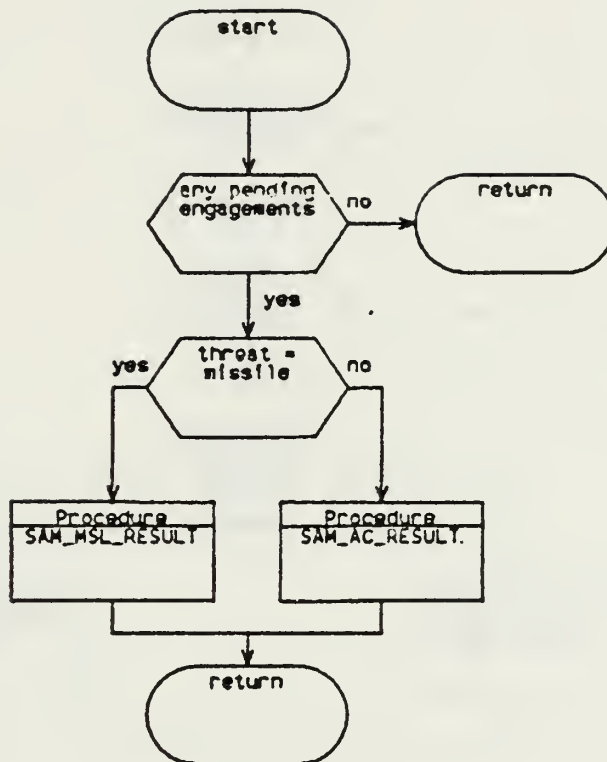 start
any pending
engagements
no
return
yes
threat =
missile
yes
no
Procedure
SAM_MSL_RESULT
Procedure
SAM_AC_RESULT.
return